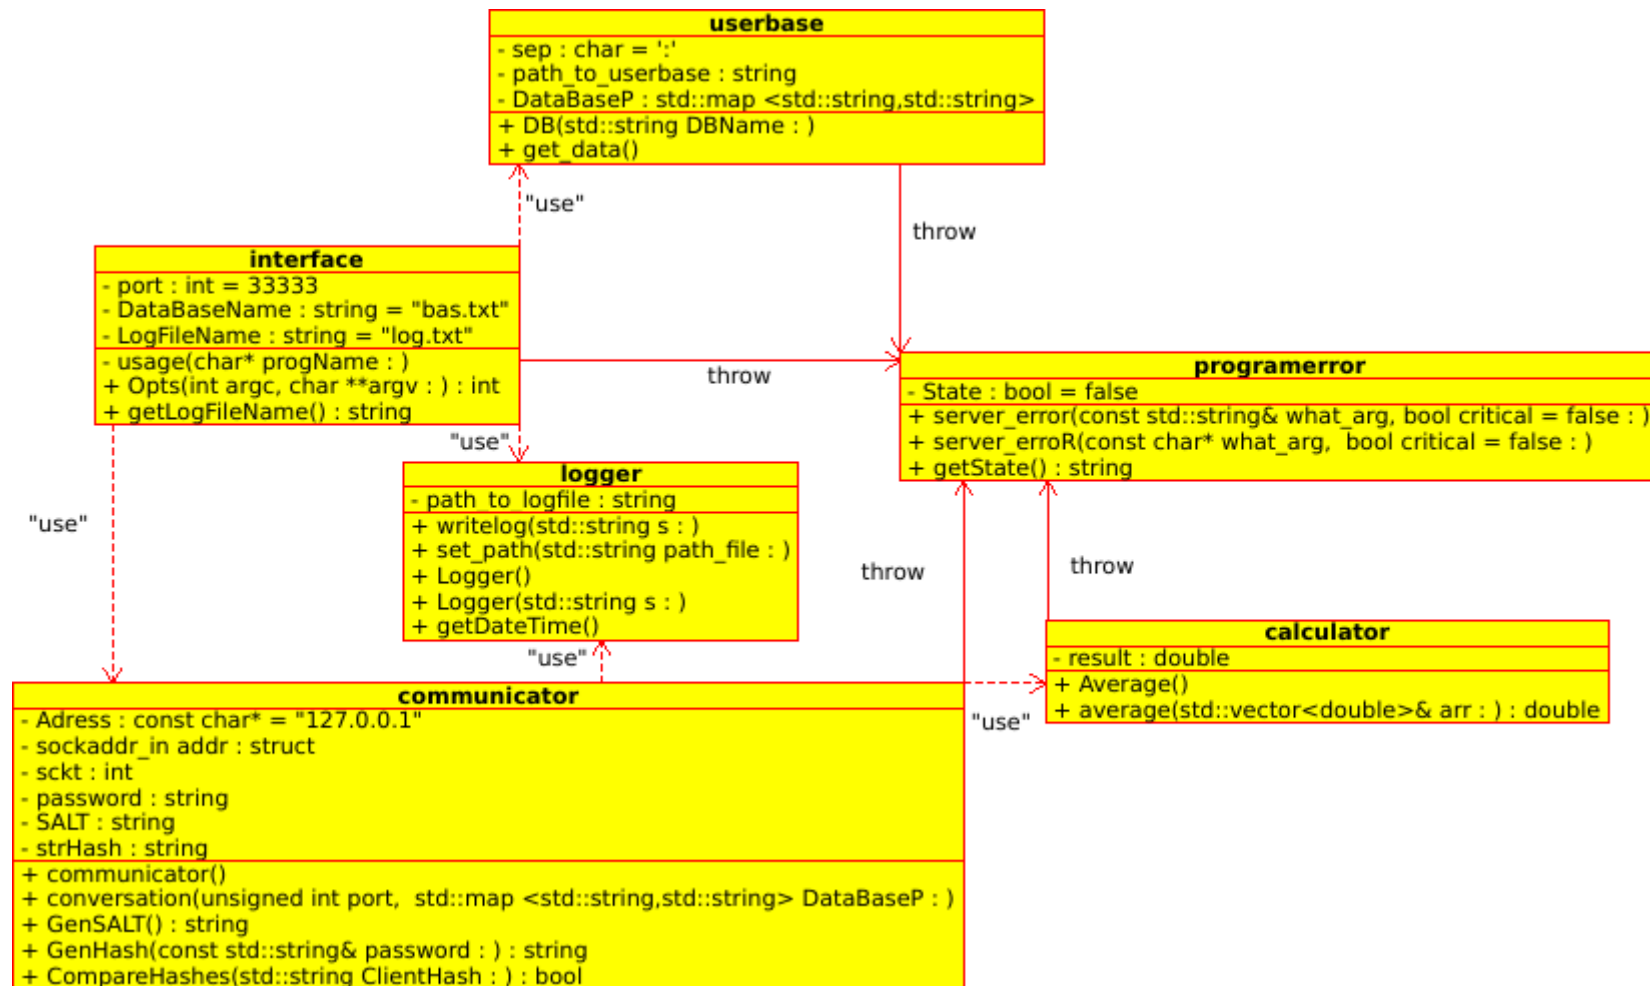 userbase
- sep : char = ':'
- path_to_userbase : string
- DataBaseP : std::map <std::string,std::string>
+ DB(std::string DBName : )
+ get_data()
"use"
throw
interface
- port : int = 33333
- DataBaseName : string = "bas.txt"
- LogFileName : string = "log.txt"
- usage(char* progName : )
+ Opts(int argc, char **argv : ) : int
+ getLogFileName() : string
throw
programerror
- State : bool = false
+ server_error(const std::string& what_arg, bool critical = false : )
+ server_erroR(const char* what_arg,  bool critical = false : )
+ getState() : string
"use"
logger
- path_to_logfile : string
+ writelog(std::string s : )
+ set_path(std::string path_file : )
+ Logger()
+ Logger(std::string s : )
+ getDateTime()
"use"
throw
throw
calculator
- result : double
+ Average()
+ average(std::vector<double>& arr : ) : double
"use"
"use"
communicator
- Adress : const char* = "127.0.0.1"
- sockaddr_in addr : struct
- sckt : int
- password : string
- SALT : string
- strHash : string
+ communicator()
+ conversation(unsigned int port,  std::map <std::string,std::string> DataBaseP : )
+ GenSALT() : string
+ GenHash(const std::string& password : ) : string
+ CompareHashes(std::string ClientHash : ) : bool